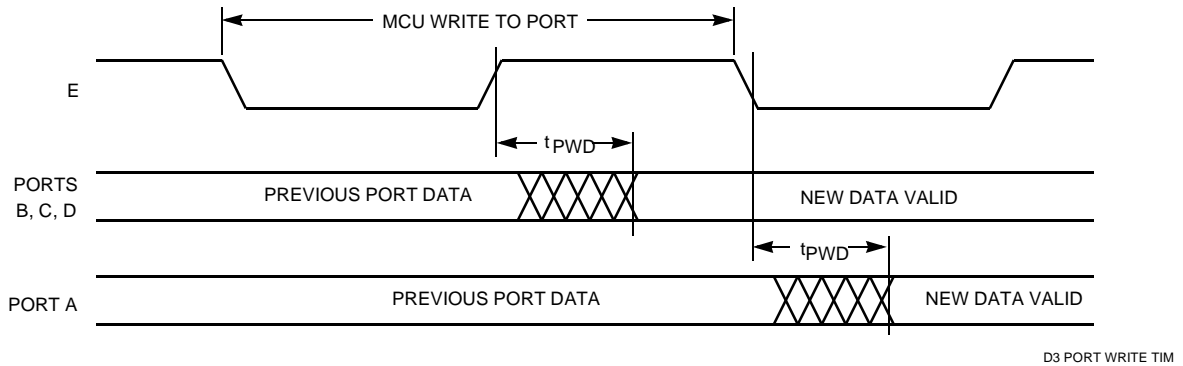 MCU WRITE TO PORT
E
tPWD
PORTS
B, C, D
PREVIOUS PORT DATA
NEW DATA VALID
tPWD
PORT A
PREVIOUS PORT DATA
NEW DATA VALID
D3 PORT WRITE TIM